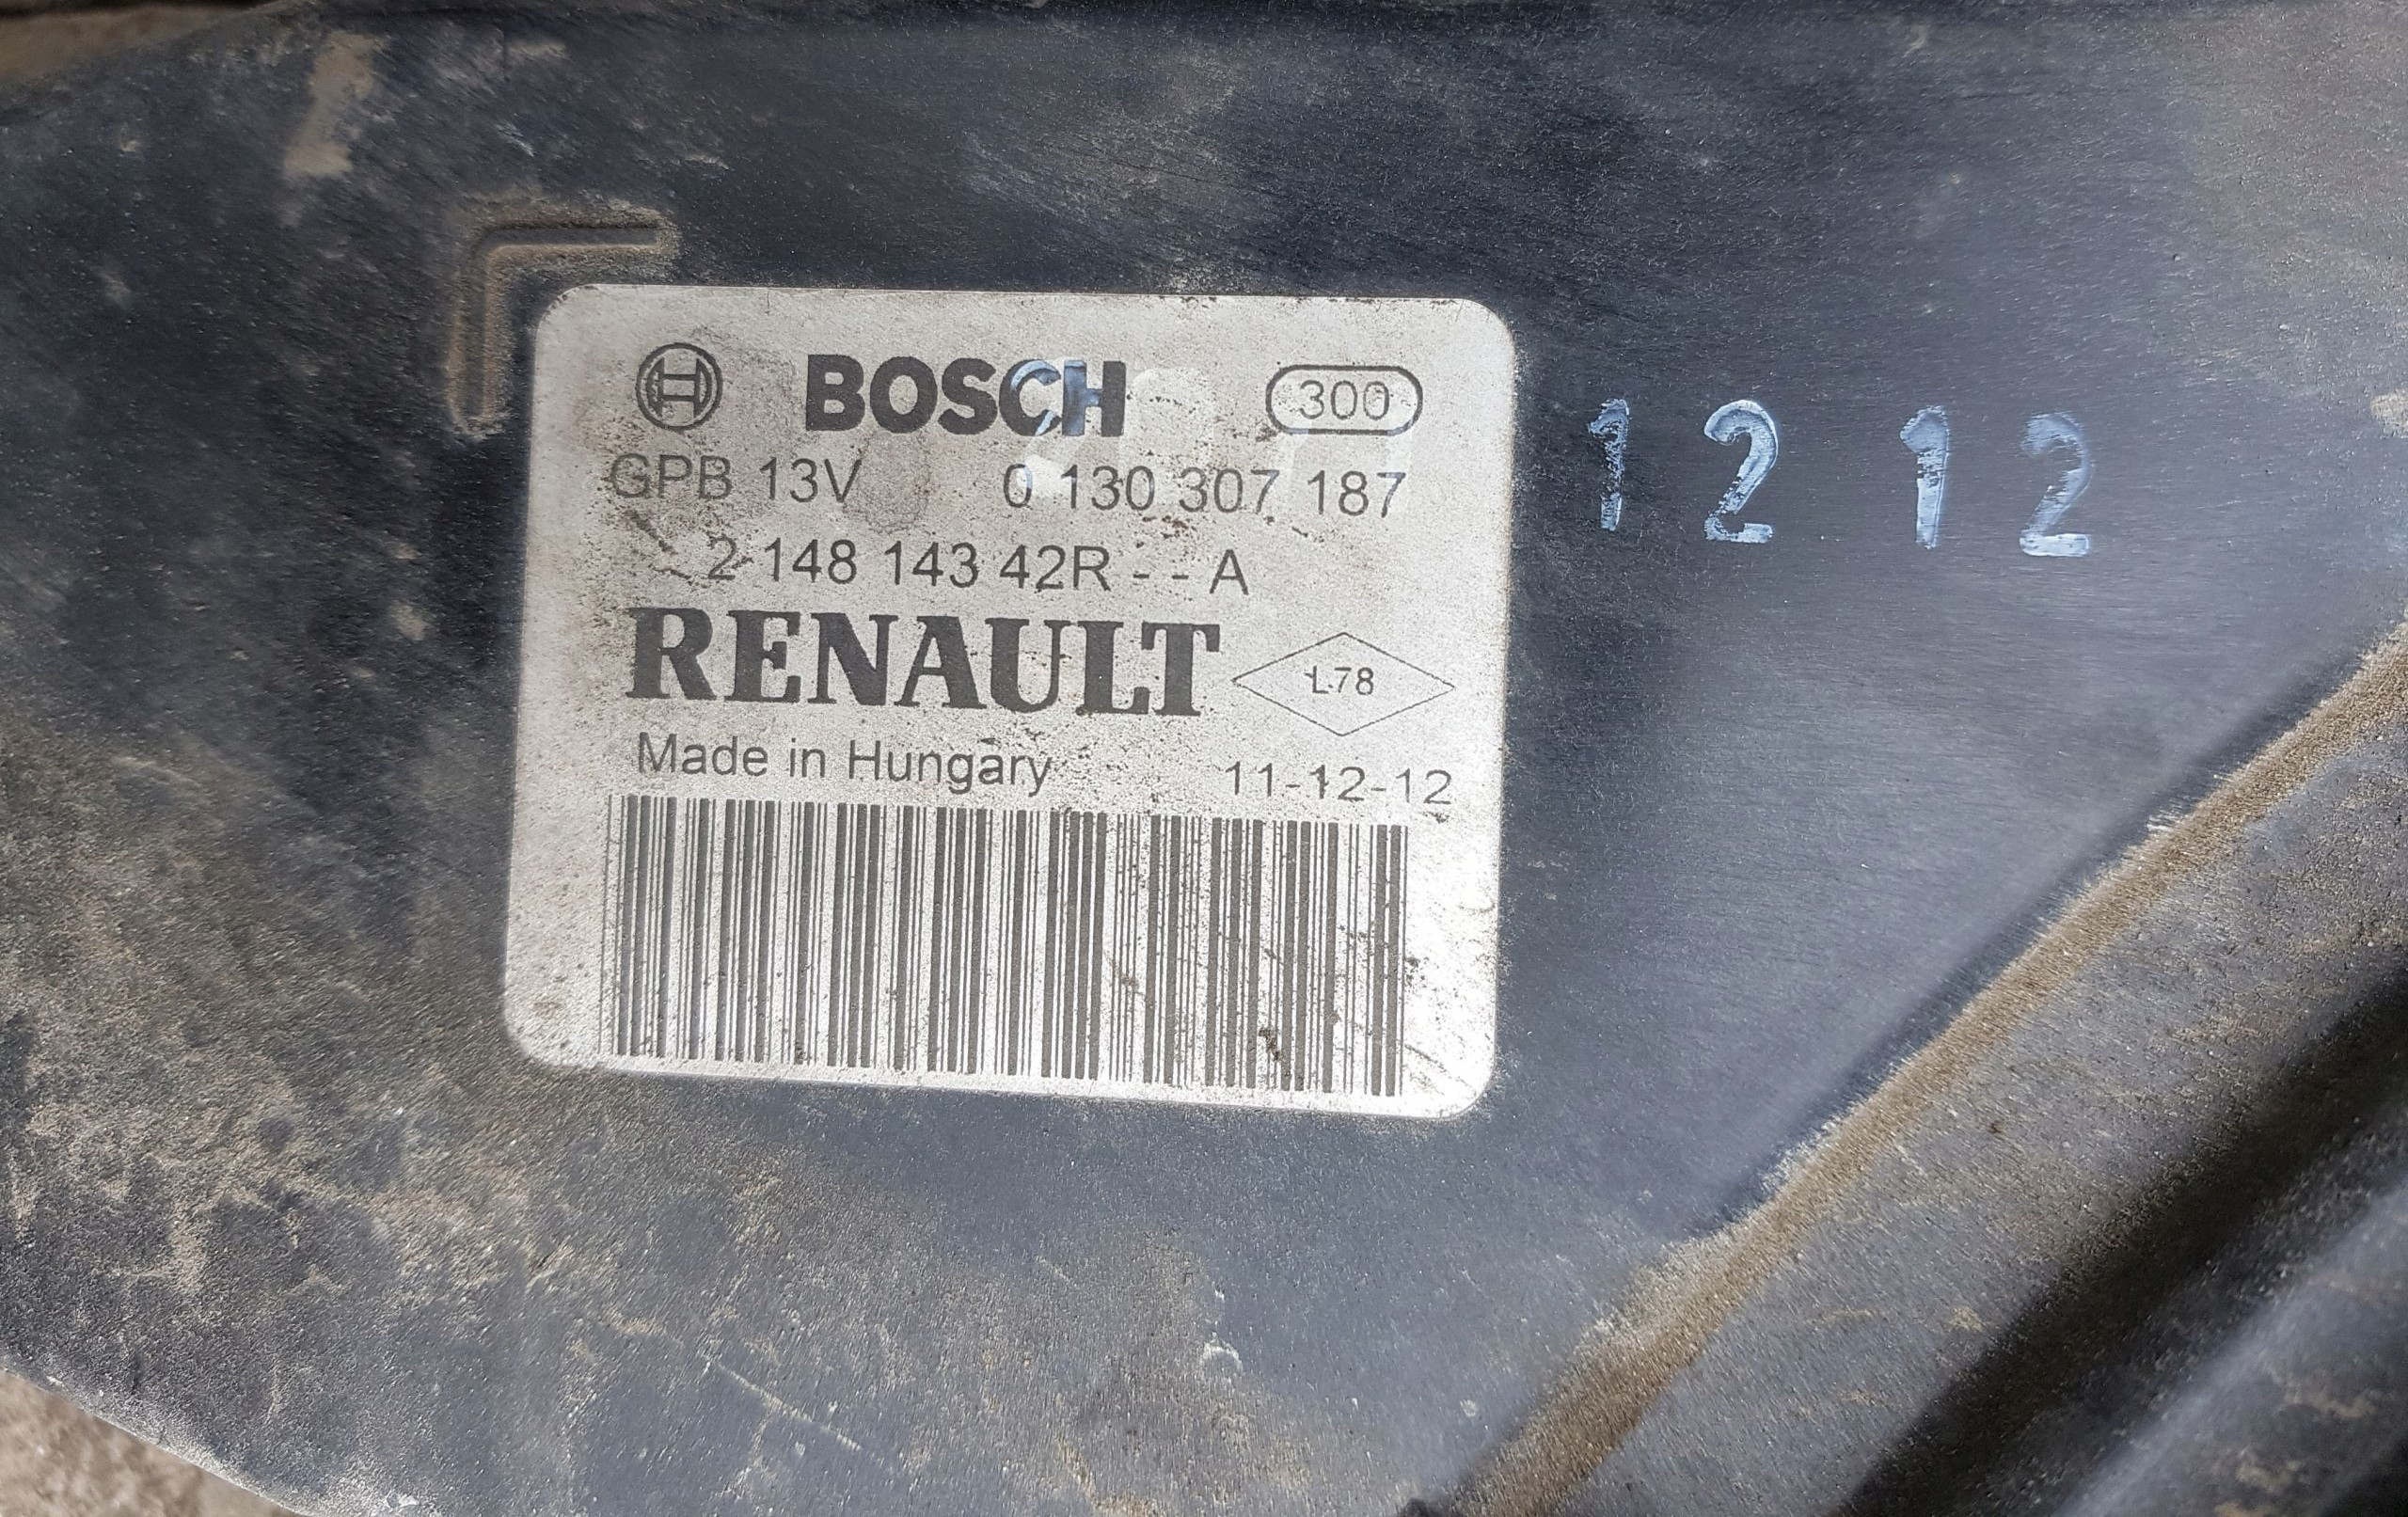 BOSCH 300
GPB 13V 0 130 307 187
2 148 143 42R - - A
RENAULT L78
Made in Hungary 11-12-12
12 12